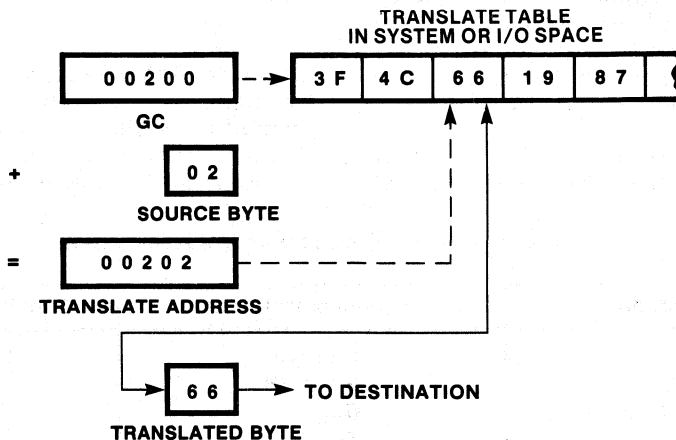 TRANSLATE TABLE
IN SYSTEM OR I/O SPACE
00200
3F 4C 66 19 87
GC
+
02
SOURCE BYTE
=
00202
TRANSLATE ADDRESS
66
TO DESTINATION
TRANSLATED BYTE